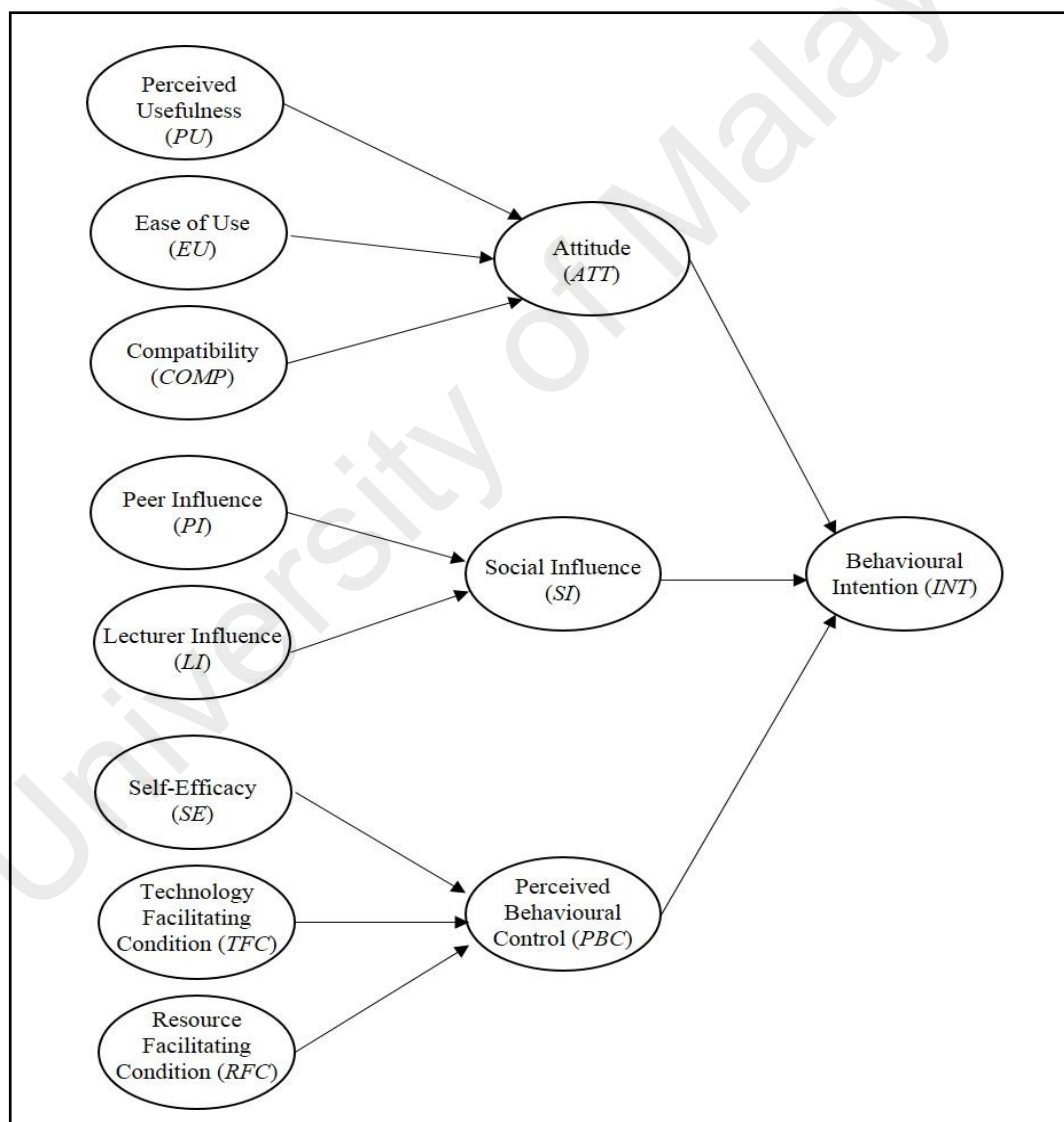 Perceived
Usefulness
(PU)
Ease of Use
(EU)
Compatibility
(COMP)
Attitude
(ATT)
Peer Influence
(PI)
Lecturer Influence
(LI)
Social Influence
(SI)
Behavioural
Intention (INT)
Self-Efficacy
(SE)
Technology
Facilitating
Condition (TFC)
Resource
Facilitating
Condition (RFC)
Perceived
Behavioural
Control (PBC)
University of Malay